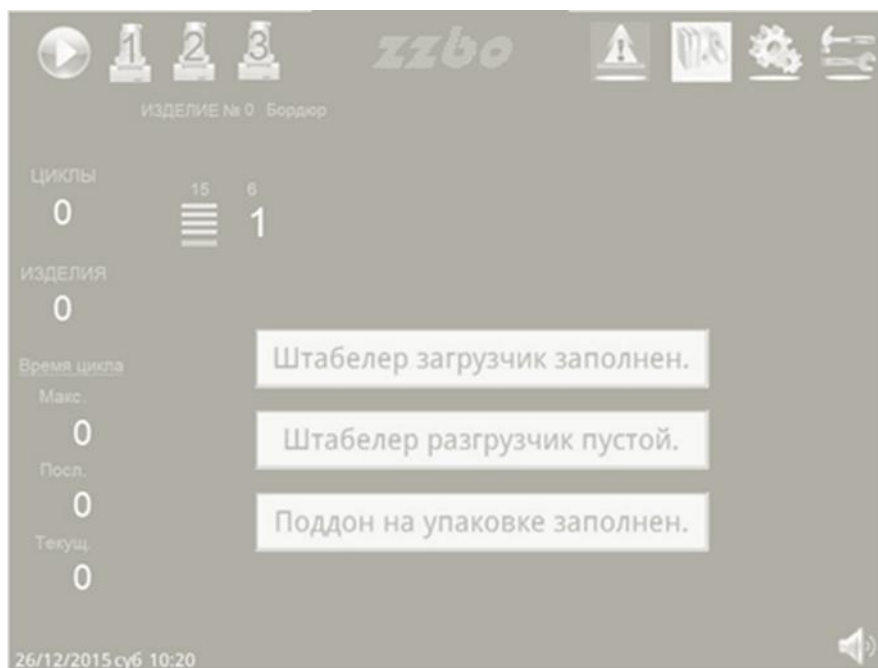 1 2 3 zzbo
ИЗДЕЛИЕ № 0 Бордюр
ЦИКЛЫ
0
15 6
1
ИЗДЕЛИЯ
0
Время цикла
Макс.
0
Посл.
0
Текущ.
0
Штабелер загрузчик заполнен.
Штабелер разгрузчик пустой.
Поддон на упаковке заполнен.
26/12/2015 суб 10:20